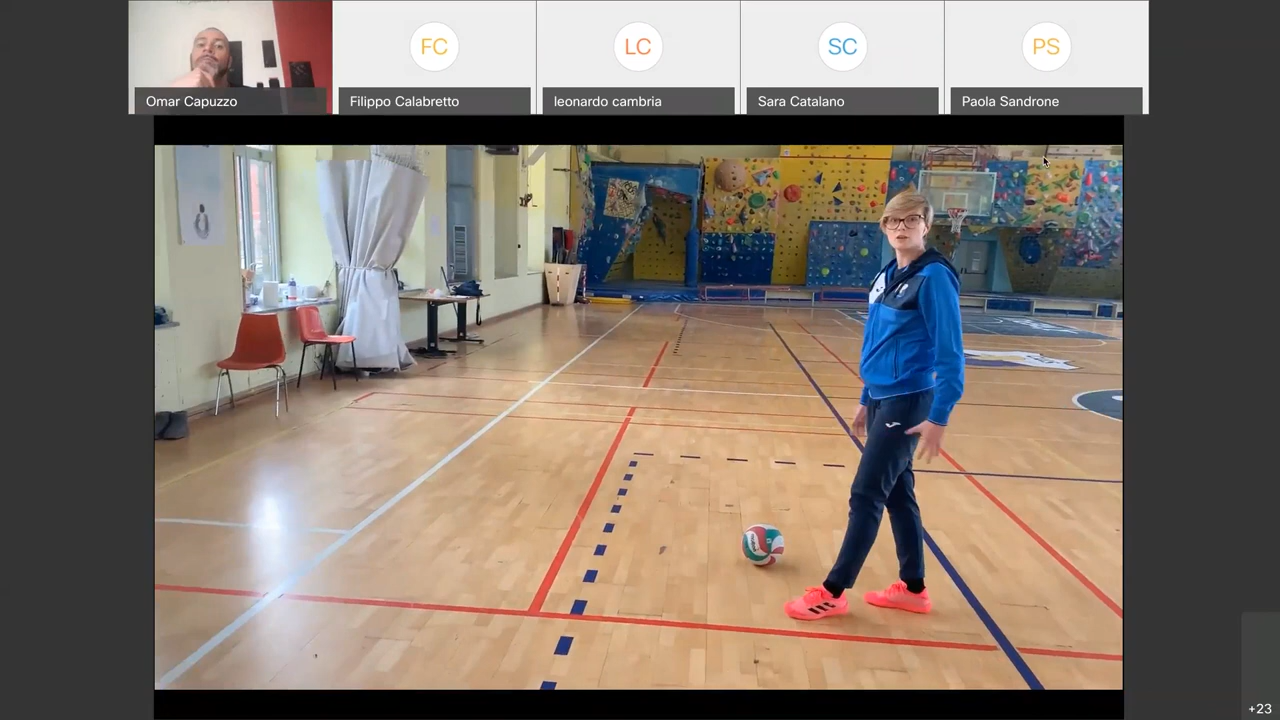 FC
LC
SC
PS
Omar Capuzzo
Filippo Calabretto
leonardo cambria
Sara Catalano
Paola Sandrone
+23